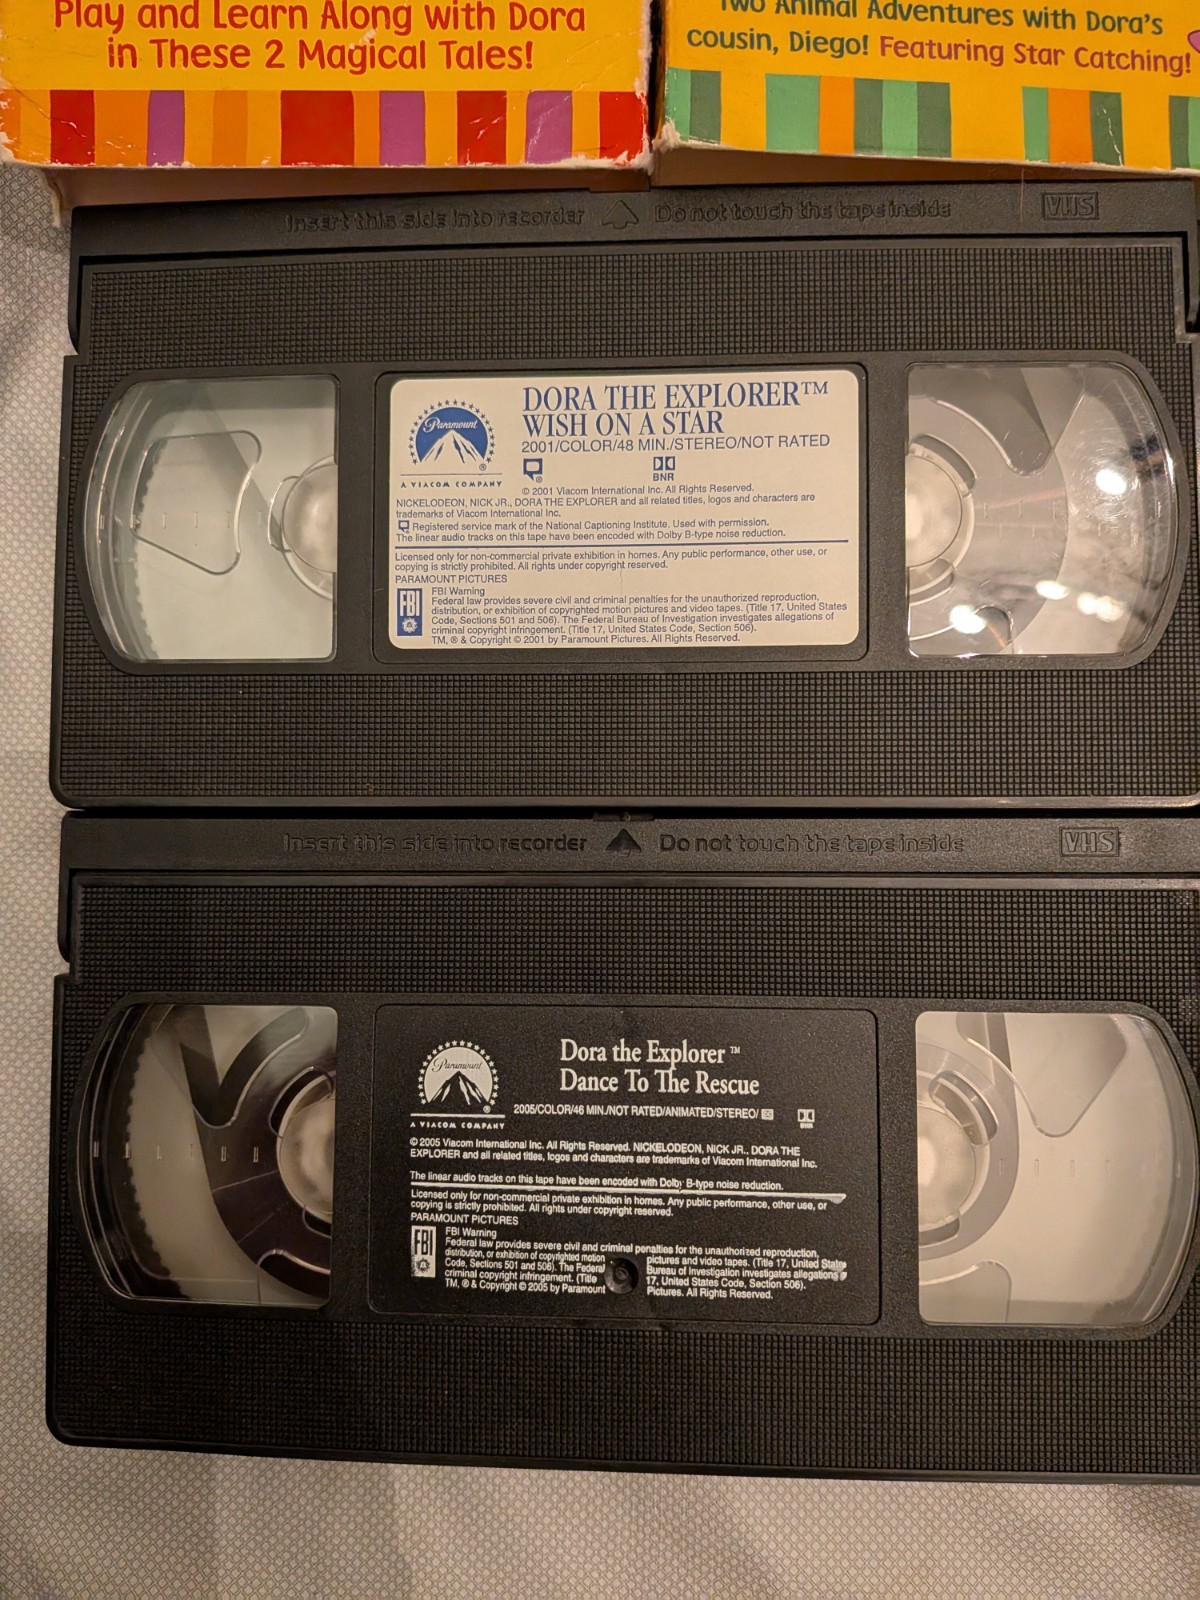 Play and Learn Along with Dora
in These 2 Magical Tales!
Two Animal Adventures with Dora's
cousin, Diego! Featuring Star Catching!
Insert this side into recorder Do not touch the tape inside VHS
Paramount
®
A VIACOM COMPANY
DORA THE EXPLORER™
WISH ON A STAR
2001/COLOR/48 MIN./STEREO/NOT RATED
®
BNR
© 2001 Viacom International Inc. All Rights Reserved.
NICKELODEON, NICK JR., DORA THE EXPLORER and all related titles, logos and characters are
trademarks of Viacom International Inc.
Registered service mark of the National Captioning Institute. Used with permission.
The linear audio tracks on this tape have been encoded with Dolby B-type noise reduction.
Licensed only for non-commercial private exhibition in homes. Any public performance, other use, or
copying is strictly prohibited. All rights under copyright reserved.
PARAMOUNT PICTURES
FBI
FBI Warning
Federal law provides severe civil and criminal penalties for the unauthorized reproduction,
distribution, or exhibition of copyrighted motion pictures and video tapes. (Title 17, United States
Code, Sections 501 and 506). The Federal Bureau of Investigation investigates allegations of
criminal copyright infringement. (Title 17, United States Code, Section 506).
TM, ® & Copyright © 2001 by Paramount Pictures. All Rights Reserved.
Insert this side into recorder Do not touch the tape inside VHS
Paramount
®
A VIACOM COMPANY
Dora the Explorer ™
Dance To The Rescue
2005/COLOR/46 MIN./NOT RATED/ANIMATED/STEREO/
© 2005 Viacom International Inc. All Rights Reserved. NICKELODEON, NICK JR., DORA THE
EXPLORER and all related titles, logos and characters are trademarks of Viacom International Inc.
The linear audio tracks on this tape have been encoded with Dolby B-type noise reduction.
Licensed only for non-commercial private exhibition in homes. Any public performance, other use, or
copying is strictly prohibited. All rights under copyright reserved.
PARAMOUNT PICTURES
FBI
FBI Warning
Federal law provides severe civil and criminal penalties for the unauthorized reproduction,
distribution, or exhibition of copyrighted motion pictures and video tapes. (Title 17, United States
Code, Sections 501 and 506). The Federal Bureau of Investigation investigates allegations
criminal copyright infringement. (Title 17, United States Code, Section 506).
TM, ® & Copyright © 2005 by Paramount Pictures. All Rights Reserved.